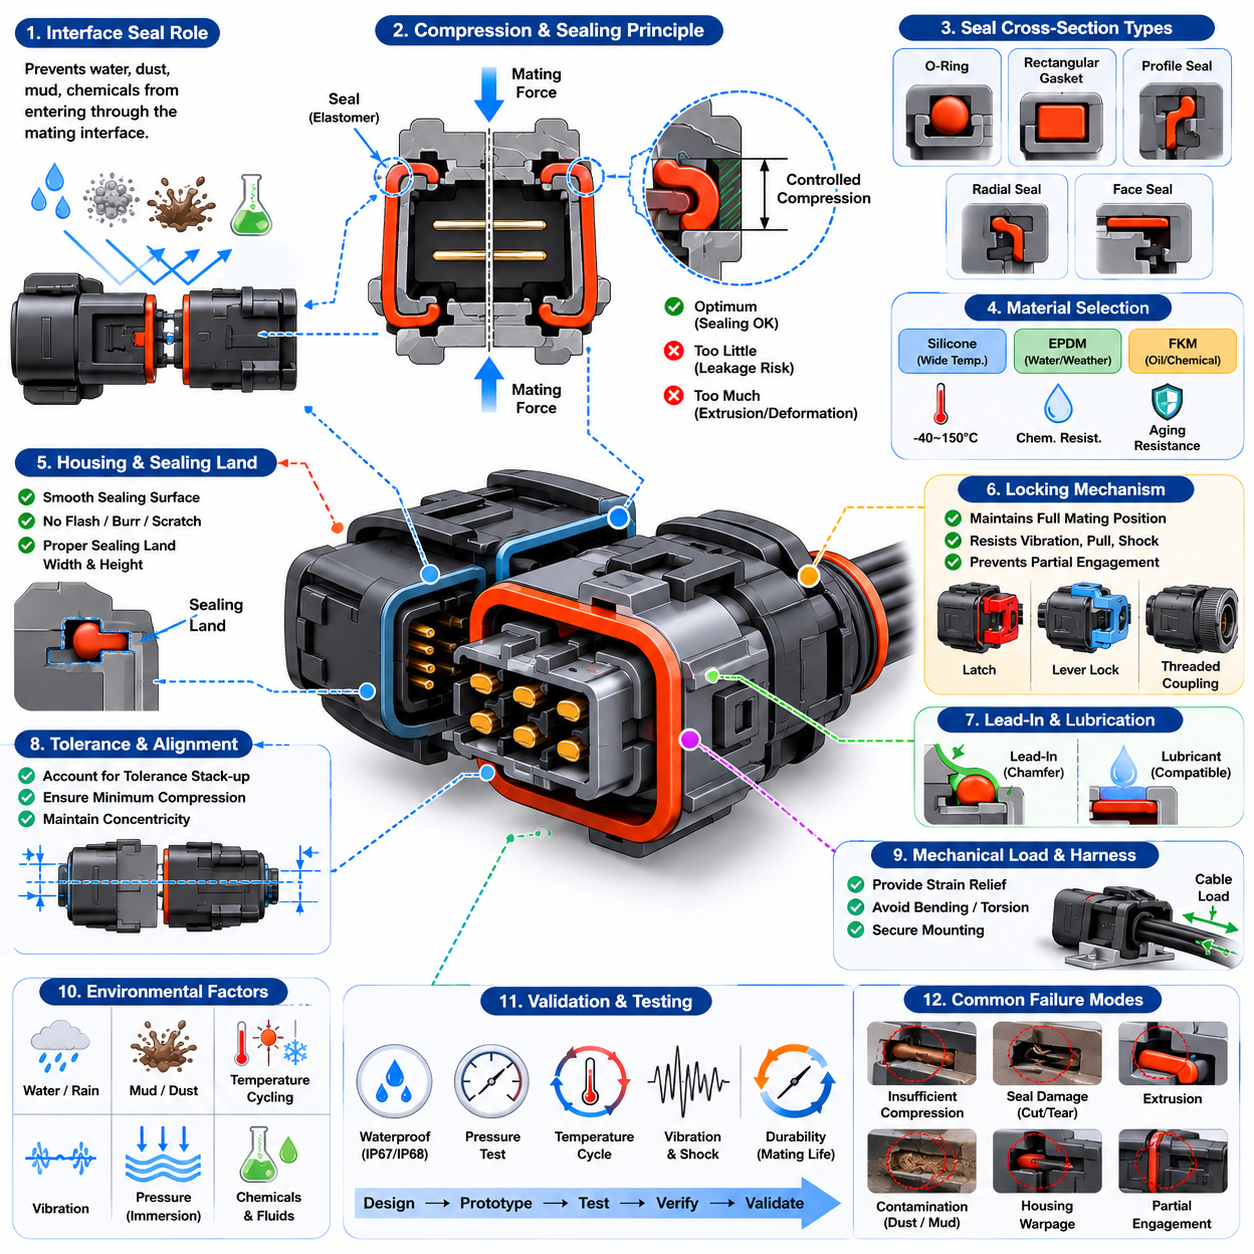 1. Interface Seal Role
Prevents water, dust,
mud, chemicals from
entering through the
mating interface.
2. Compression & Sealing Principle
Mating
Force
Seal
(Elastomer)
Controlled
Compression
Optimum
(Sealing OK)
Too Little
(Leakage Risk)
Too Much
(Extrusion/Deformation)
Mating
Force
3. Seal Cross-Section Types
O-Ring
Rectangular
Gasket
Profile Seal
Radial Seal
Face Seal
4. Material Selection
Silicone
(Wide Temp.)
EPDM
(Water/Weather)
FKM
(Oil/Chemical)
-40~150°C
Chem. Resist.
Aging
Resistance
5. Housing & Sealing Land
Smooth Sealing Surface
No Flash / Burr / Scratch
Proper Sealing Land
Width & Height
Sealing
Land
6. Locking Mechanism
Maintains Full Mating Position
Resists Vibration, Pull, Shock
Prevents Partial Engagement
Latch
Lever Lock
Threaded
Coupling
7. Lead-In & Lubrication
Lead-In
(Chamfer)
Lubricant
(Compatible)
8. Tolerance & Alignment
Account for Tolerance Stack-up
Ensure Minimum Compression
Maintain Concentricity
9. Mechanical Load & Harness
Provide Strain Relief
Avoid Bending / Torsion
Secure Mounting
Cable
Load
10. Environmental Factors
Water / Rain
Mud / Dust
Temperature
Cycling
Vibration
Pressure
(Immersion)
Chemicals
& Fluids
11. Validation & Testing
Waterproof
(IP67/IP68)
Pressure
Test
Temperature
Cycle
Vibration
& Shock
Durability
(Mating Life)
Design → Prototype → Test → Verify → Validate
12. Common Failure Modes
Insufficient
Compression
Seal Damage
(Cut/Tear)
Extrusion
Contamination
(Dust / Mud)
Housing
Warpage
Partial
Engagement